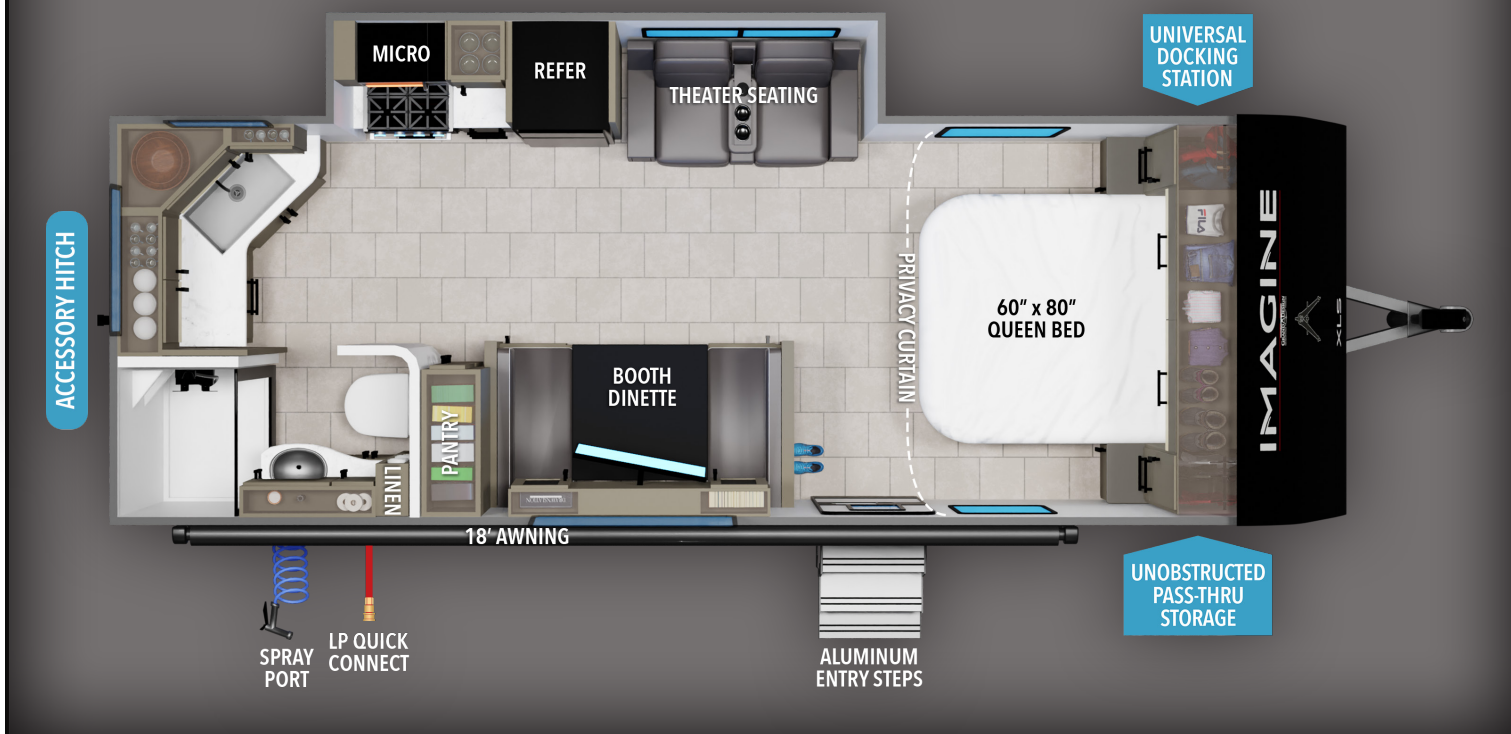 UNIVERSAL
DOCKING
STATION
MICRO
REFER
THEATER SEATING
ACCESSORY HITCH
FILA
PRIVACY CURTAIN
60" x 80"
QUEEN BED
IMAGINE
XLS
BOOTH
DINETTE
PANTRY
LINEN
18' AWNING
UNOBSTRUCTED
PASS-THRU
STORAGE
SPRAY
PORT
LP QUICK
CONNECT
ALUMINUM
ENTRY STEPS